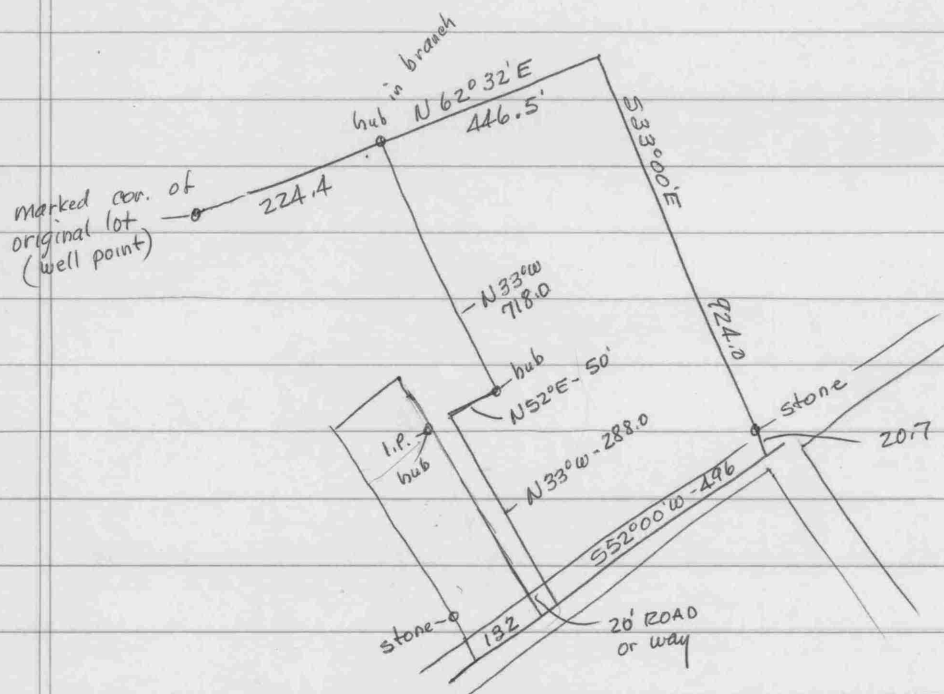 hub in branch
N 62° 32' E
446.5'
S 33°00' E
marked cor. of
original lot
(well point)
224.4
N 33° W
718.0
924.0
hub
N 52° E - 50'
stone
20.7
I.P.
hub
N 33° W - 288.0
S 52° 00' W - 496
stone
132
20' ROAD
or way